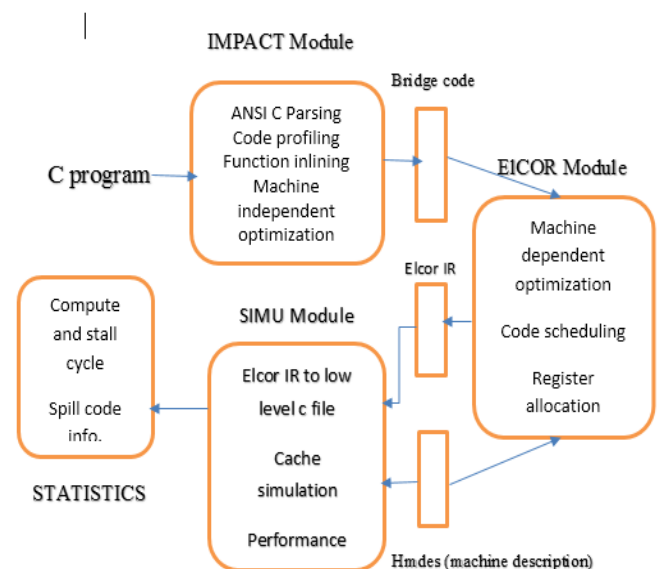 IMPACT Module
Bridge code
ANSI C Parsing
Code profiling
Function inlining
Machine
independent
optimization
C program
ElCOR Module
Machine
dependent
optimization
Code scheduling
Register
allocation
Elcor IR
SIMU Module
Elcor IR to low
level c file
Cache
simulation
Performance
Compute
and stall
cycle
Spill code
info.
STATISTICS
Hmdes (machine description)